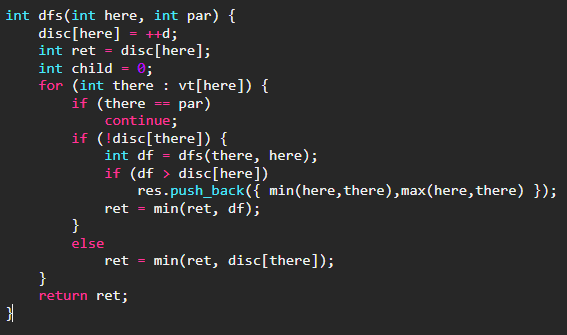 int dfs(int here, int par) {
    disc[here] = ++d;
    int ret = disc[here];
    int child = 0;
    for (int there : vt[here]) {
        if (there == par)
            continue;
        if (!disc[there]) {
            int df = dfs(there, here);
            if (df > disc[here])
                res.push_back({ min(here,there),max(here,there) });
            ret = min(ret, df);
        }
        else
            ret = min(ret, disc[there]);
    }
    return ret;
}